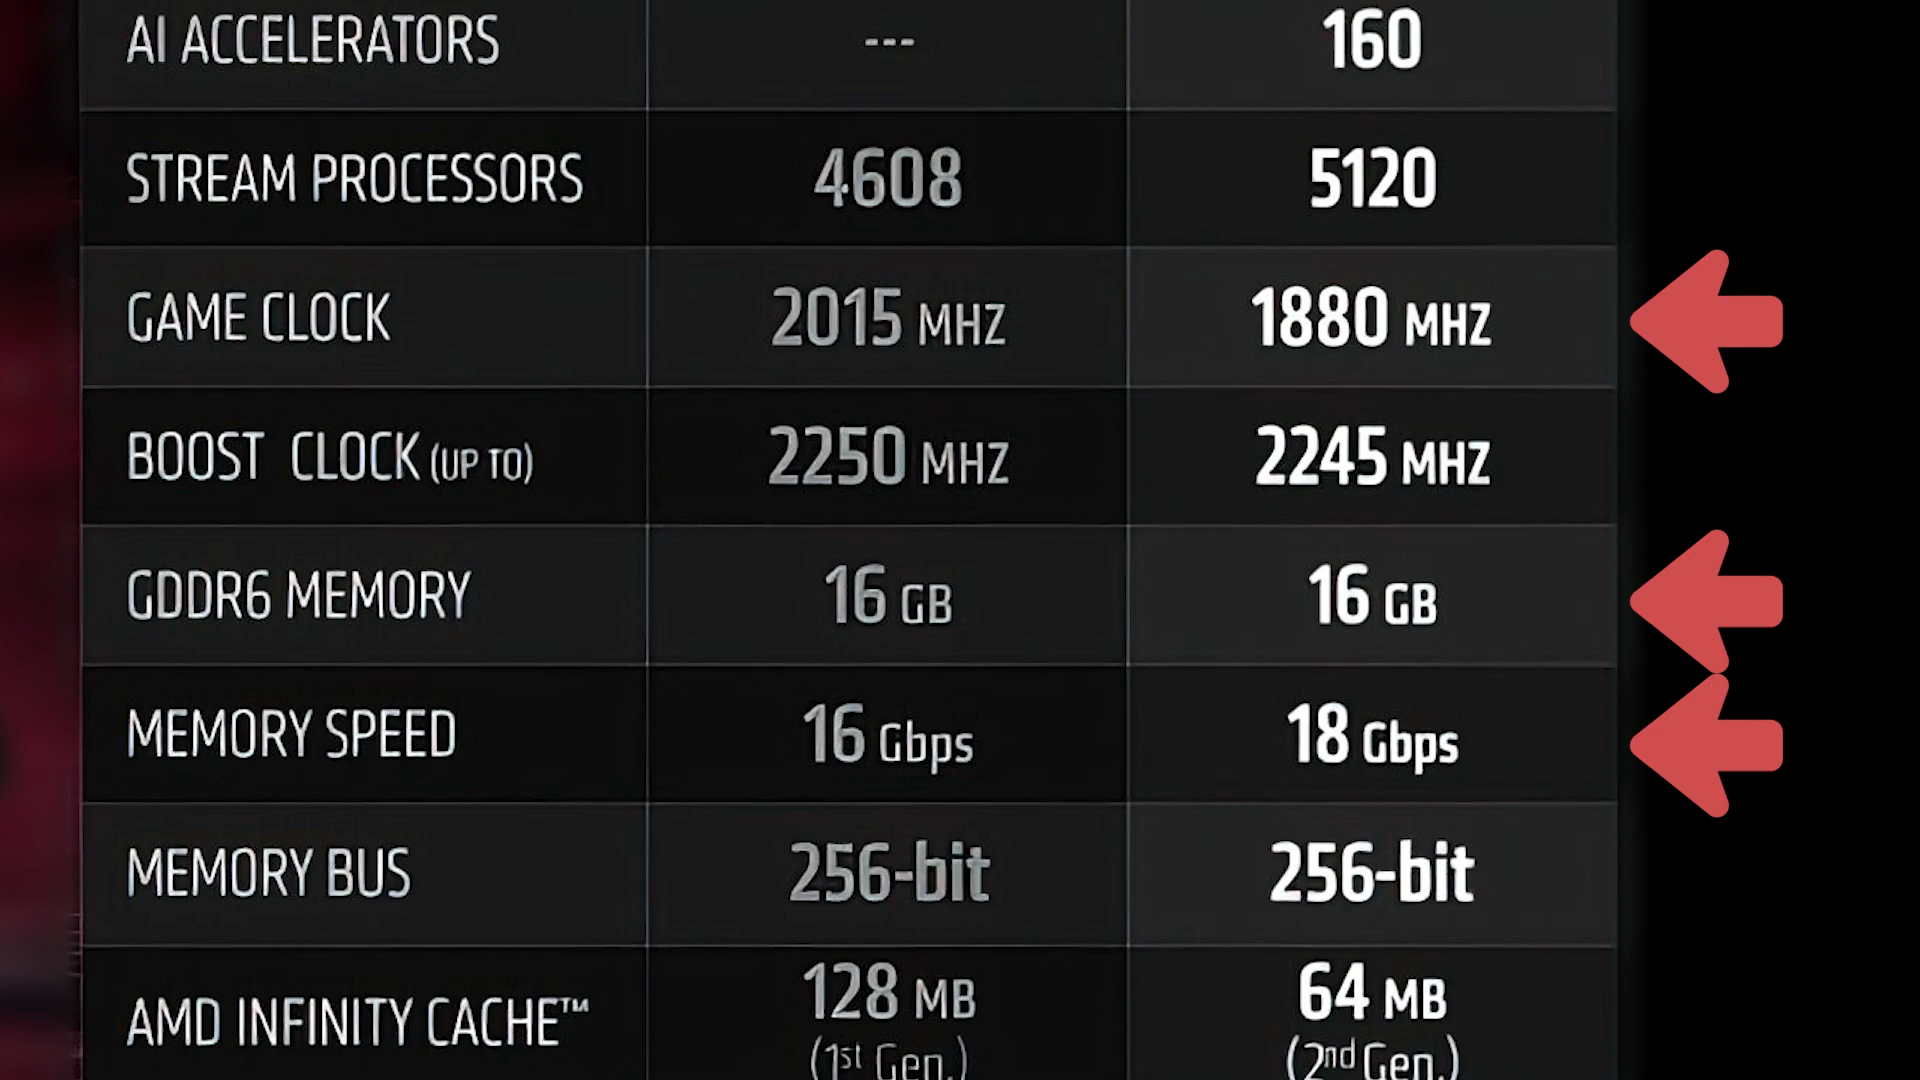 AI ACCELERATORS --- 160
STREAM PROCESSORS 4608 5120
GAME CLOCK 2015 MHZ 1880 MHZ
BOOST CLOCK (UP TO) 2250 MHZ 2245 MHZ
GDDR6 MEMORY 16 GB 16 GB
MEMORY SPEED 16 Gbps 18 Gbps
MEMORY BUS 256-bit 256-bit
AMD INFINITY CACHE™ 128 MB 64 MB
(1st Gen.) (2nd Gen.)